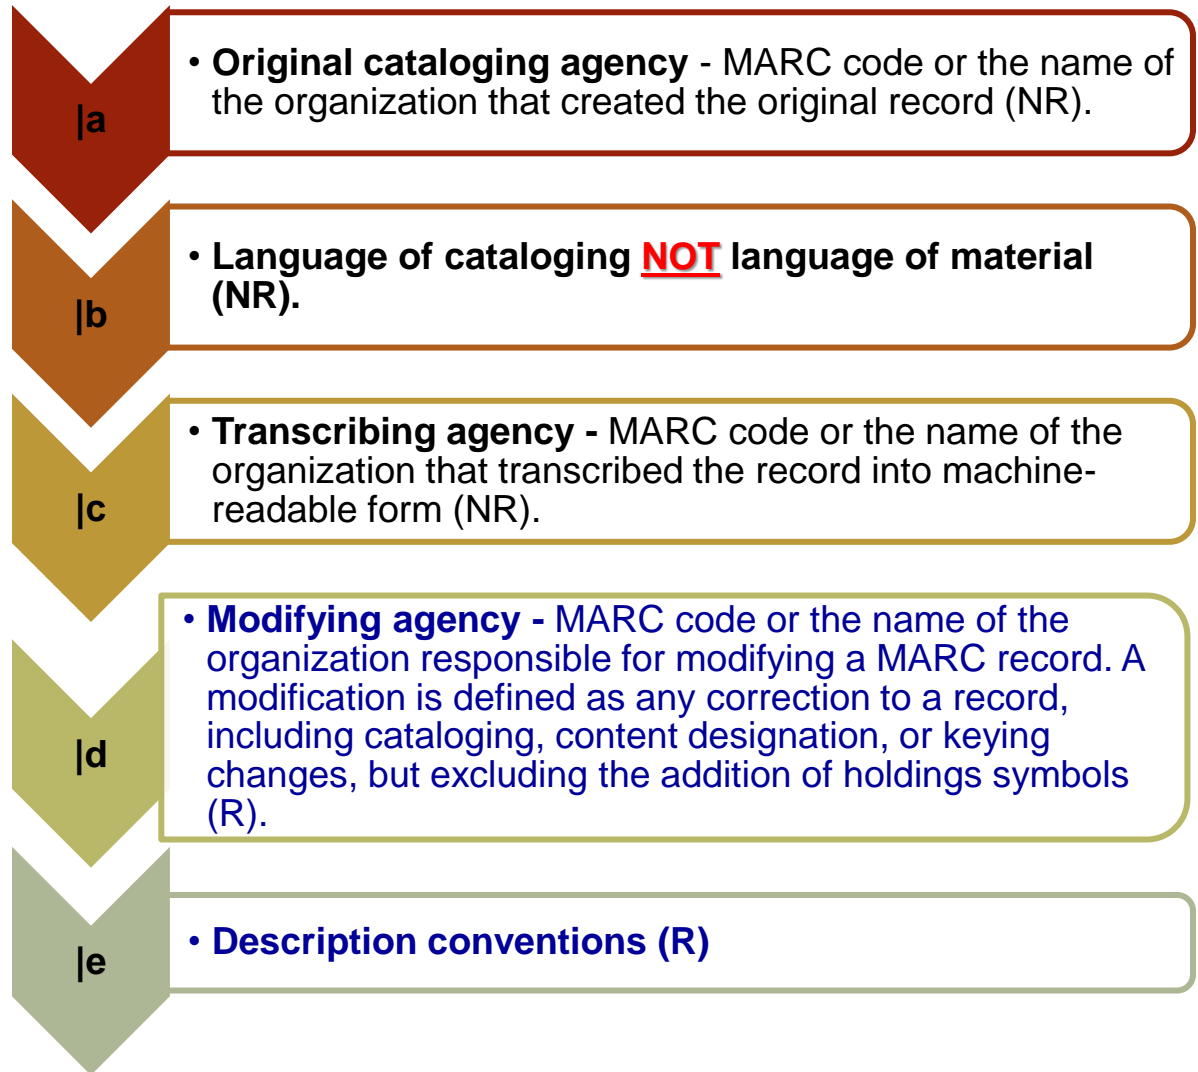 |a
• Original cataloging agency - MARC code or the name of
the organization that created the original record (NR).
|b
• Language of cataloging NOT language of material
(NR).
|c
• Transcribing agency - MARC code or the name of the
organization that transcribed the record into machine-
readable form (NR).
|d
• Modifying agency - MARC code or the name of the
organization responsible for modifying a MARC record. A
modification is defined as any correction to a record,
including cataloging, content designation, or keying
changes, but excluding the addition of holdings symbols
(R).
|e
• Description conventions (R)